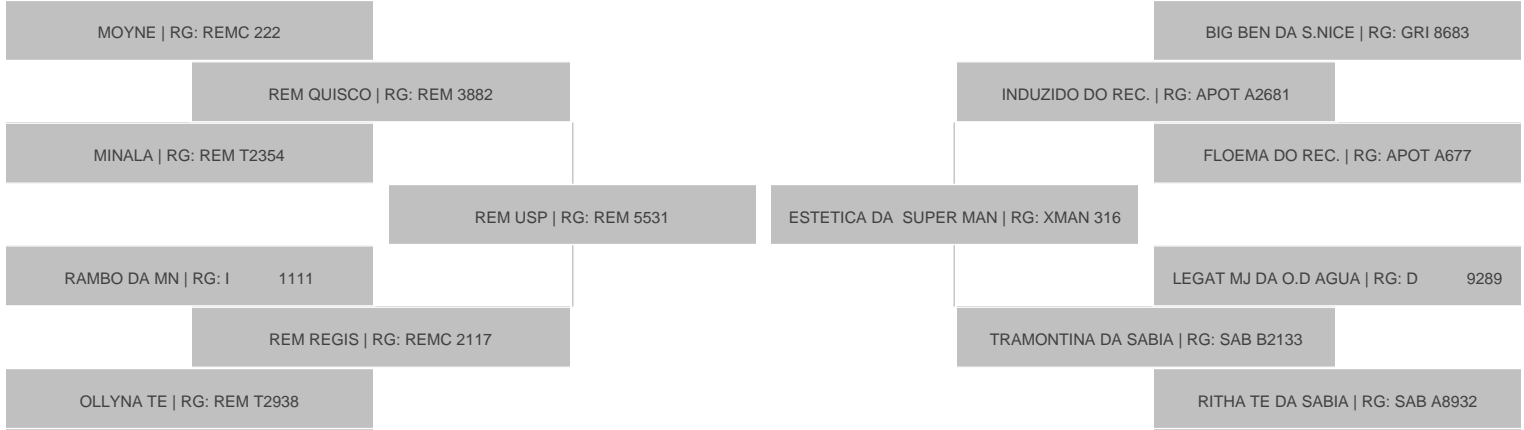 MOYNE | RG: REMC 222
BIG BEN DA S.NICE | RG: GRI 8683
REM QUISCO | RG: REM 3882
INDUZIDO DO REC. | RG: APOT A2681
MINALA | RG: REM T2354
FLOEMA DO REC. | RG: APOT A677
REM USP | RG: REM 5531
ESTETICA DA  SUPER MAN | RG: XMAN 316
RAMBO DA MN | RG: I 1111
LEGAT MJ DA O.D AGUA | RG: D 9289
REM REGIS | RG: REMC 2117
TRAMONTINA DA SABIA | RG: SAB B2133
OLLYNA TE | RG: REM T2938
RITHA TE DA SABIA | RG: SAB A8932